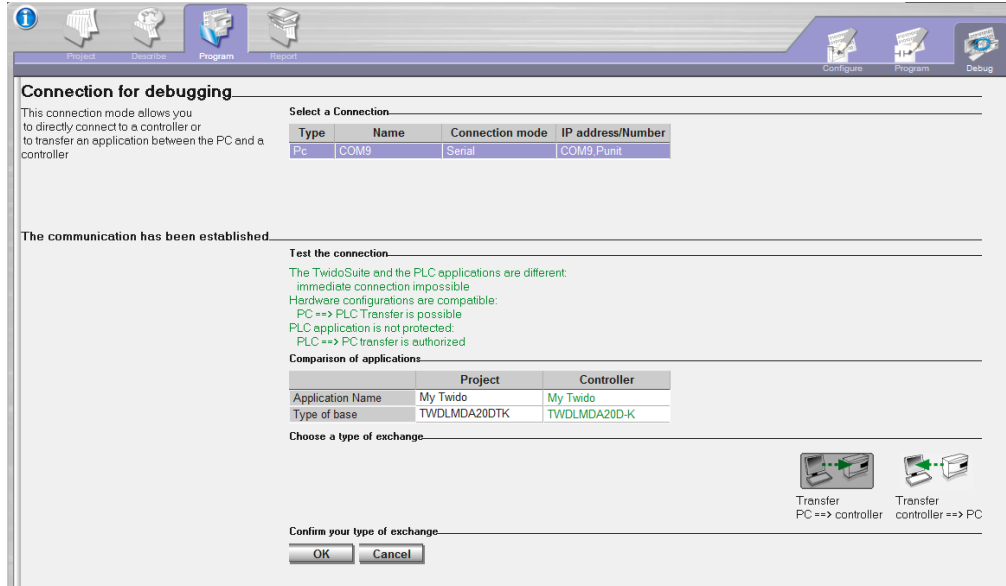 Project
Describe
Program
Report
Configure
Program
Debug
Connection for debugging
This connection mode allows you
to directly connect to a controller or
to transfer an application between the PC and a
controller
Select a Connection
Type Name Connection mode IP address/Number
Pc COM9 Serial COM9,Punit
The communication has been established
Test the connection
The TwidoSuite and the PLC applications are different:
immediate connection impossible
Hardware configurations are compatible:
PC ==> PLC Transfer is possible
PLC application is not protected:
PLC ==> PC transfer is authorized
Comparison of applications
Project Controller
Application Name My Twido My Twido
Type of base TWDLMDA20DTK TWDLMDA20D-K
Choose a type of exchange
Transfer
PC ==> controller
Transfer
controller ==> PC
Confirm your type of exchange
OK Cancel